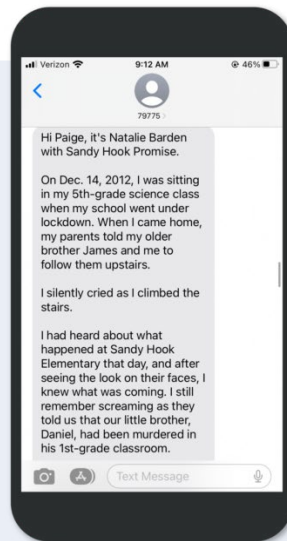 Verizon
9:12 AM
46%
79775
Hi Paige, it's Natalie Barden
with Sandy Hook Promise.
On Dec. 14, 2012, I was sitting
in my 5th-grade science class
when my school went under
lockdown. When I came home,
my parents told my older
brother James and me to
follow them upstairs.
I silently cried as I climbed the
stairs.
I had heard about what
happened at Sandy Hook
Elementary that day, and after
seeing the look on their faces, I
knew what was coming. I still
remember screaming as they
told us that our little brother,
Daniel, had been murdered in
his 1st-grade classroom.
Text Message